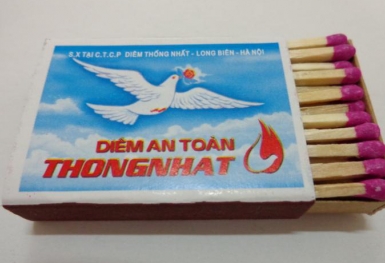 S.X TẠI C.T.C.P DIÊM THỐNG NHẤT - LONG BIÊN - HÀ NỘI
DIÊM AN TOÀN
THONGNHAT